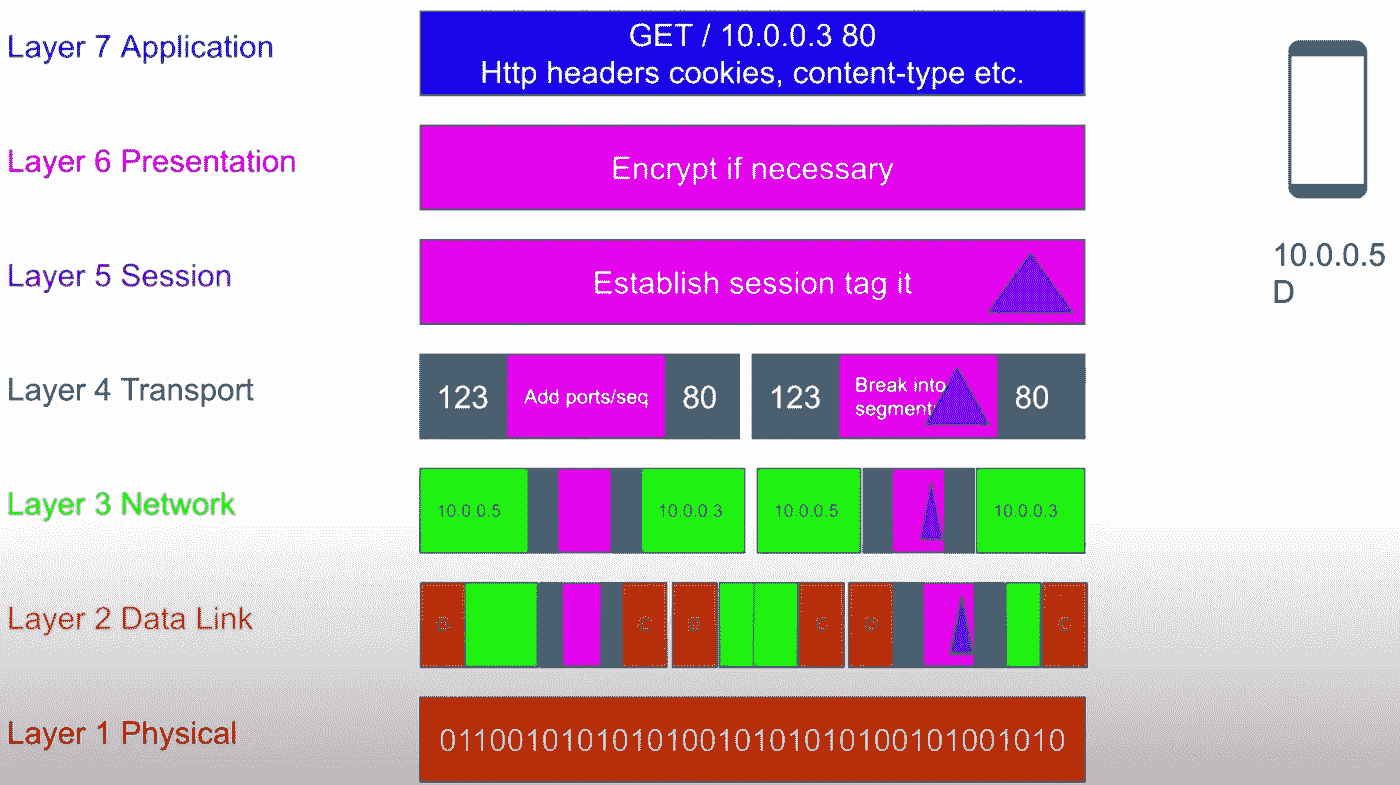 Layer 7 Application
GET / 10.0.0.3 80
Http headers cookies, content-type etc.
Layer 6 Presentation
Encrypt if necessary
Layer 5 Session
Establish session tag it
10.0.0.5
D
Layer 4 Transport
123 Add ports/seq 80 123 Break into segment 80
Layer 3 Network
10.0.0.5 10.0.0.3 10.0.0.5 10.0.0.3
Layer 2 Data Link
D C D C D C
Layer 1 Physical
011001010101010010101010100101001010